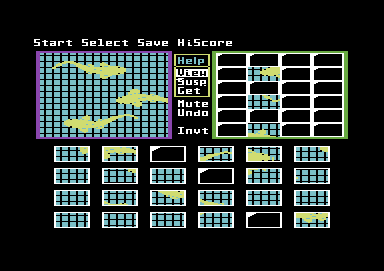 Start Select Save HiScore
Help
View
Susp
Get
Mute
Undo
Invt